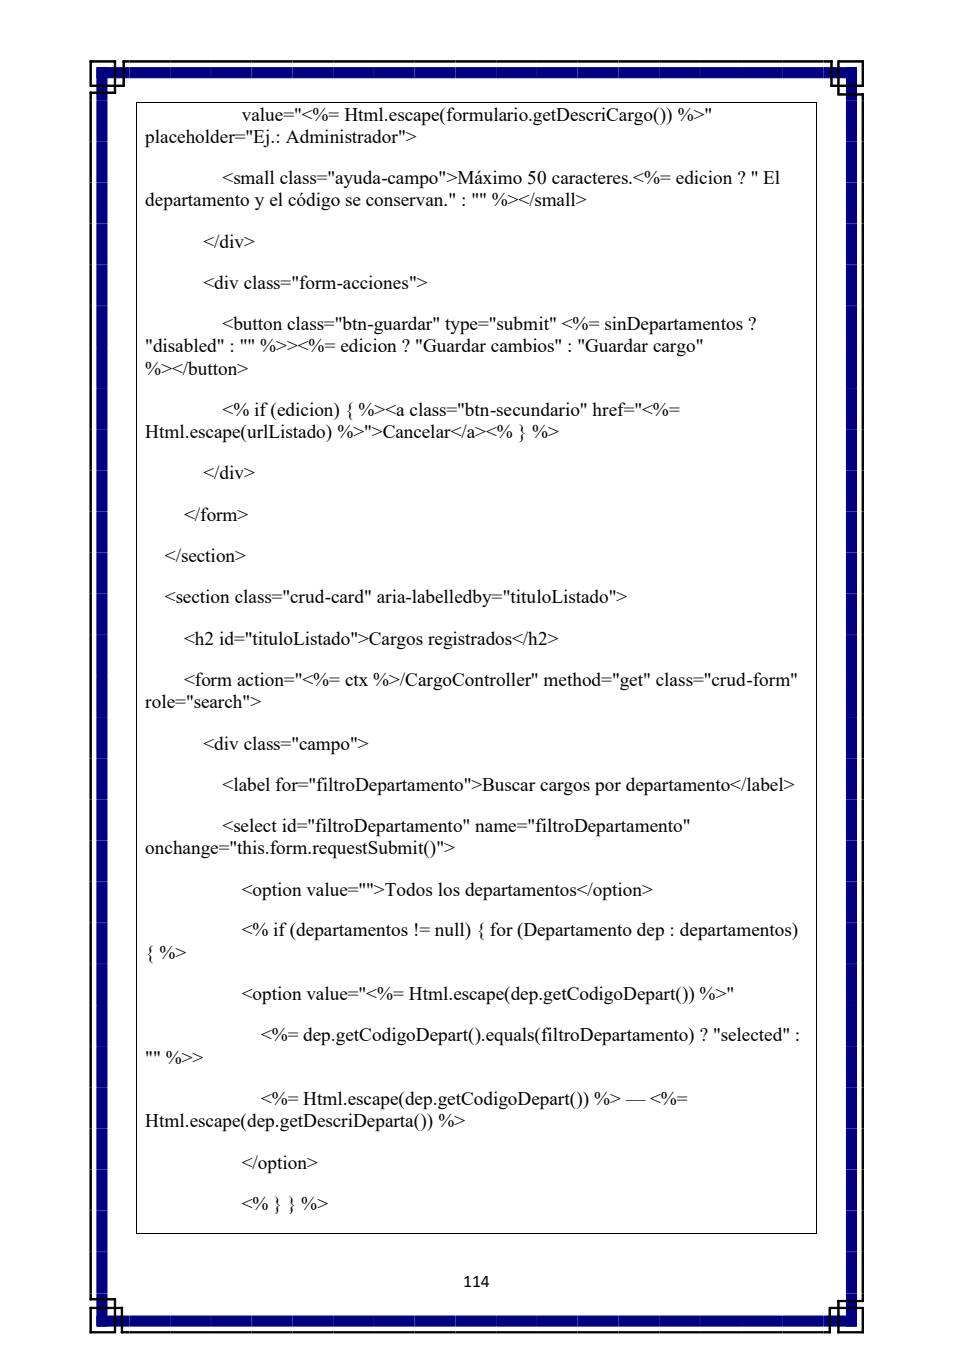 value="<%= Html.escape(formulario.getDescriCargo()) %>"
placeholder="Ej.: Administrador">
<small class="ayuda-campo">Máximo 50 caracteres.<%= edicion ? " El
departamento y el código se conservan." : "" %></small>
</div>
<div class="form-acciones">
<button class="btn-guardar" type="submit" <%= sinDepartamentos ?
"disabled" : "" %>><%= edicion ? "Guardar cambios" : "Guardar cargo"
%></button>
<% if (edicion) { %><a class="btn-secundario" href="<%=
Html.escape(urlListado) %>">Cancelar</a><% } %>
</div>
</form>
</section>
<section class="crud-card" aria-labelledby="tituloListado">
<h2 id="tituloListado">Cargos registrados</h2>
<form action="<%= ctx %>/CargoController" method="get" class="crud-form"
role="search">
<div class="campo">
<label for="filtroDepartamento">Buscar cargos por departamento</label>
<select id="filtroDepartamento" name="filtroDepartamento"
onchange="this.form.requestSubmit()">
<option value="">Todos los departamentos</option>
<% if (departamentos != null) { for (Departamento dep : departamentos)
{ %>
<option value="<%= Html.escape(dep.getCodigoDepart()) %>"
<%= dep.getCodigoDepart().equals(filtroDepartamento) ? "selected" :
"" %>>
<%= Html.escape(dep.getCodigoDepart()) %> — <%=
Html.escape(dep.getDescriDeparta()) %>
</option>
<% } } %>
114